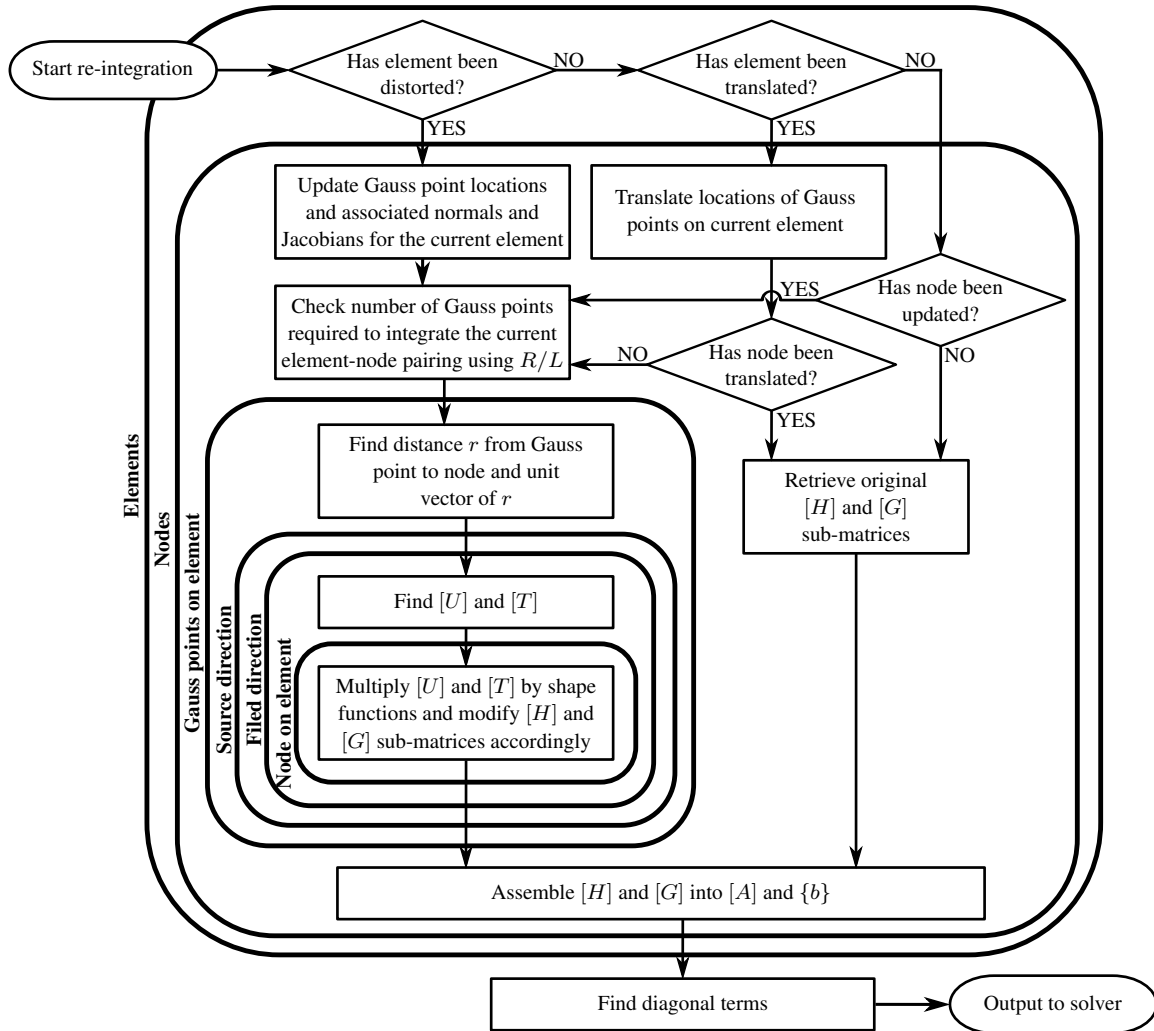 Start re-integration
Has element been
distorted?
NO
Has element been
translated?
NO
YES
YES
Update Gauss point locations
and associated normals and
Jacobians for the current element
Translate locations of Gauss
points on current element
Has node been
updated?
YES
NO
Check number of Gauss points
required to integrate the current
element-node pairing using R/L
NO
Has node been
translated?
YES
Find distance r from Gauss
point to node and unit
vector of r
Retrieve original
[H] and [G]
sub-matrices
Find [U] and [T]
Multiply [U] and [T] by shape
functions and modify [H] and
[G] sub-matrices accordingly
Elements
Nodes
Gauss points on element
Source direction
Filed direction
Node on element
Assemble [H] and [G] into [A] and {b}
Find diagonal terms
Output to solver